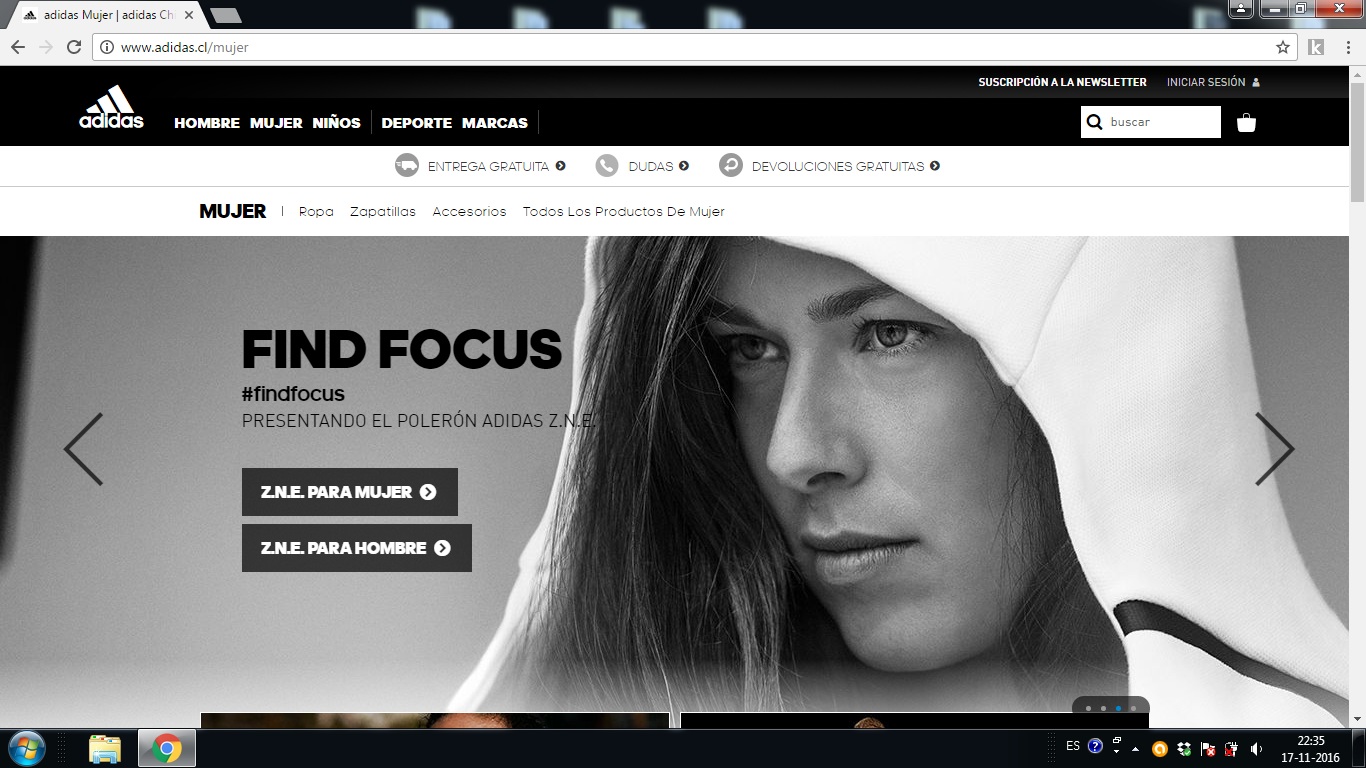 adidas Mujer | adidas Ch
www.adidas.cl/mujer
SUSCRIPCIÓN A LA NEWSLETTER INICIAR SESIÓN
adidas
HOMBRE MUJER NIÑOS DEPORTE MARCAS
buscar
ENTREGA GRATUITA DUDAS DEVOLUCIONES GRATUITAS
MUJER | Ropa Zapatillas Accesorios Todos Los Productos De Mujer
FIND FOCUS
#findfocus
PRESENTANDO EL POLERÓN ADIDAS Z.N.E.
Z.N.E. PARA MUJER
Z.N.E. PARA HOMBRE
ES
22:35
17-11-2016